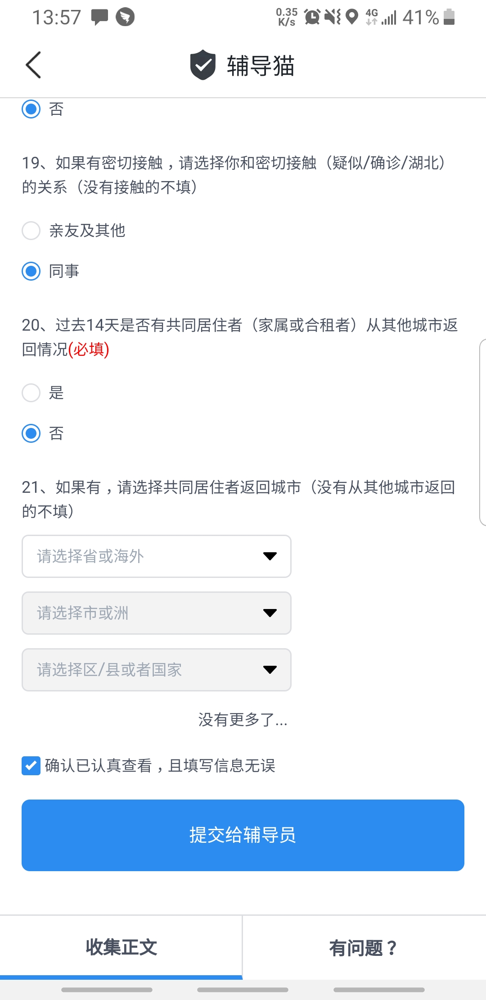 13:57
0.35 K/s
4G
41%
辅导猫
否
19、如果有密切接触，请选择你和密切接触（疑似/确诊/湖北）
的关系（没有接触的不填）
亲友及其他
同事
20、过去14天是否有共同居住者（家属或合租者）从其他城市返
回情况(必填)
是
否
21、如果有，请选择共同居住者返回城市（没有从其他城市返回
的不填）
请选择省或海外
请选择市或洲
请选择区/县或者国家
没有更多了...
确认已认真查看，且填写信息无误
提交给辅导员
收集正文
有问题？